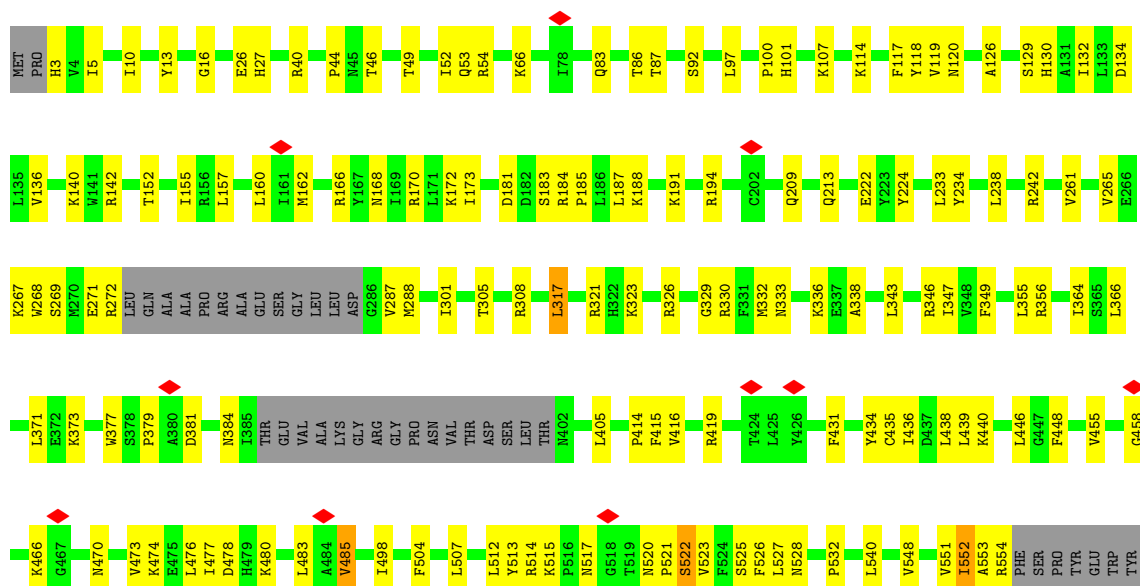 MET PRO H3 V4 I5 I10 Y13 G16 E26 H27 R40 P44 N45 T46 T49 I52 Q53 R54 K66 I78 Q83 T86 T87 S92 L97 P100 H101 K107 K114 F117 Y118 V119 N120 A126 S129 H130 A131 I132 L133 D134
L135 V136 K140 W141 R142 T152 I155 R156 L157 L160 I161 M162 R166 Y167 N168 I169 R170 L171 K172 I173 D181 D182 S183 R184 P185 L186 L187 K188 K191 R194 C202 Q209 Q213 E222 Y223 Y224 L233 Y234 L238 R242 V261 V265 E266
K267 W268 S269 M270 E271 R272 LEU GLN ALA ALA PRO ARG ALA GLU SER GLY LEU LEU ASP G286 V287 M288 I301 T305 R308 L317 R321 H322 K323 R326 G329 R330 F331 M332 N333 K336 E337 A338 L343 R346 I347 V348 F349 L355 R356 I364 S365 L366
L371 E372 K373 W377 S378 P379 A380 D381 N384 I385 THR GLU VAL ALA LYS GLY ARG GLY PRO ASN VAL THR ASP SER LEU THR N402 L405 P414 F415 V416 R419 T424 L425 Y426 F431 Y434 C435 I436 D437 L438 L439 K440 L446 G447 F448 V455 G458
K466 G467 N470 V473 K474 E475 L476 I477 D478 H479 K480 L483 A484 V485 I498 F504 L507 L512 Y513 R514 K515 P516 N517 G518 T519 N520 P521 S522 V523 F524 S525 F526 L527 N528 P532 L540 V548 V551 I552 A553 R554 PHE SER PRO TYR GLU TRP TYR